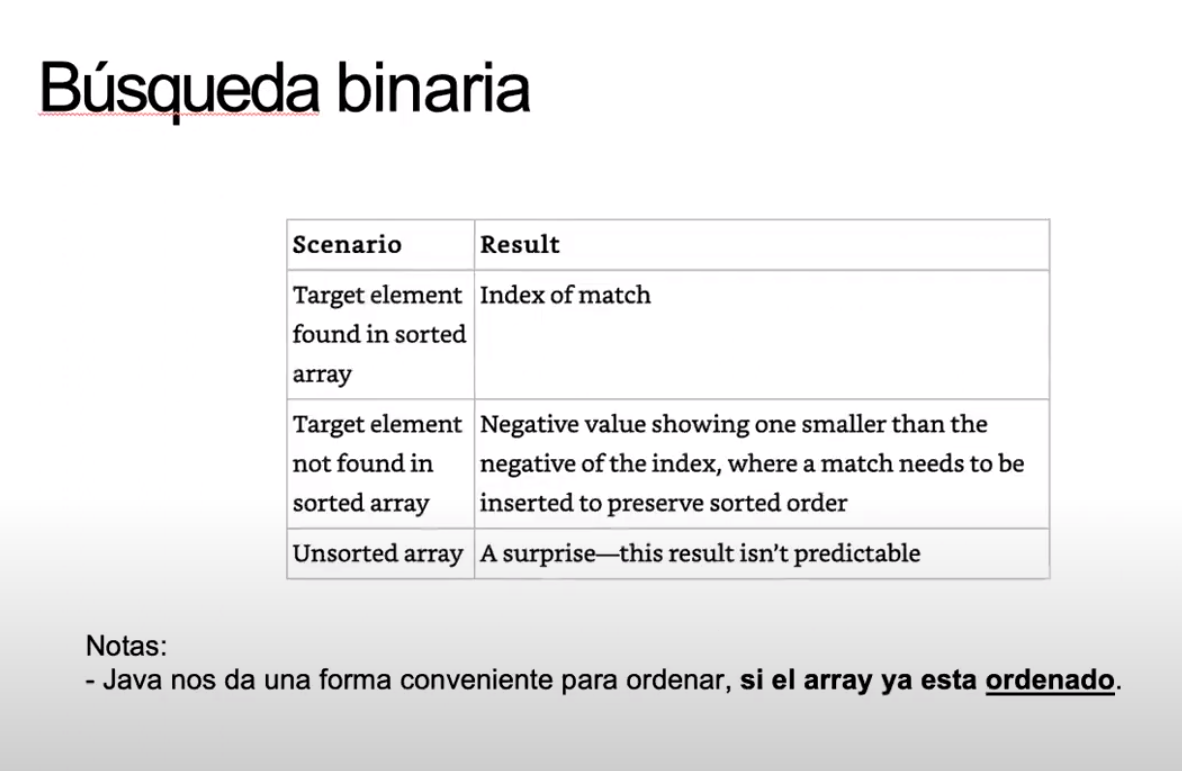 Búsqueda binaria
Scenario Result
Target element Index of match
found in sorted
array
Target element Negative value showing one smaller than the
not found in negative of the index, where a match needs to be
sorted array inserted to preserve sorted order
Unsorted array A surprise—this result isn’t predictable
Notas:
- Java nos da una forma conveniente para ordenar, si el array ya esta ordenado.